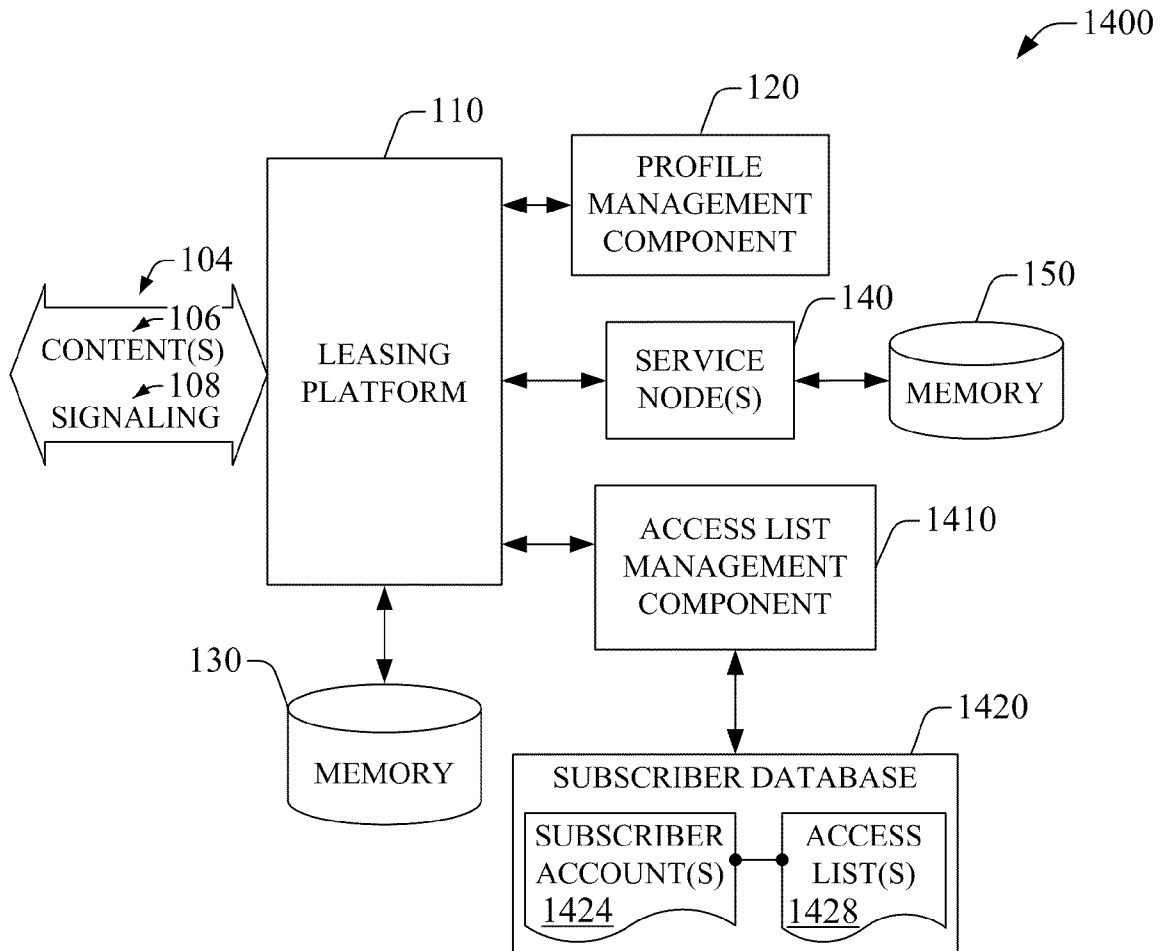 1400
120
110
PROFILE
MANAGEMENT
COMPONENT
104
150
106
CONTENT(S)
140
108
SIGNALING
LEASING
PLATFORM
SERVICE
NODE(S)
MEMORY
1410
ACCESS LIST
MANAGEMENT
COMPONENT
130
MEMORY
1420
SUBSCRIBER DATABASE
SUBSCRIBER
ACCOUNT(S)
1424
ACCESS
LIST(S)
1428